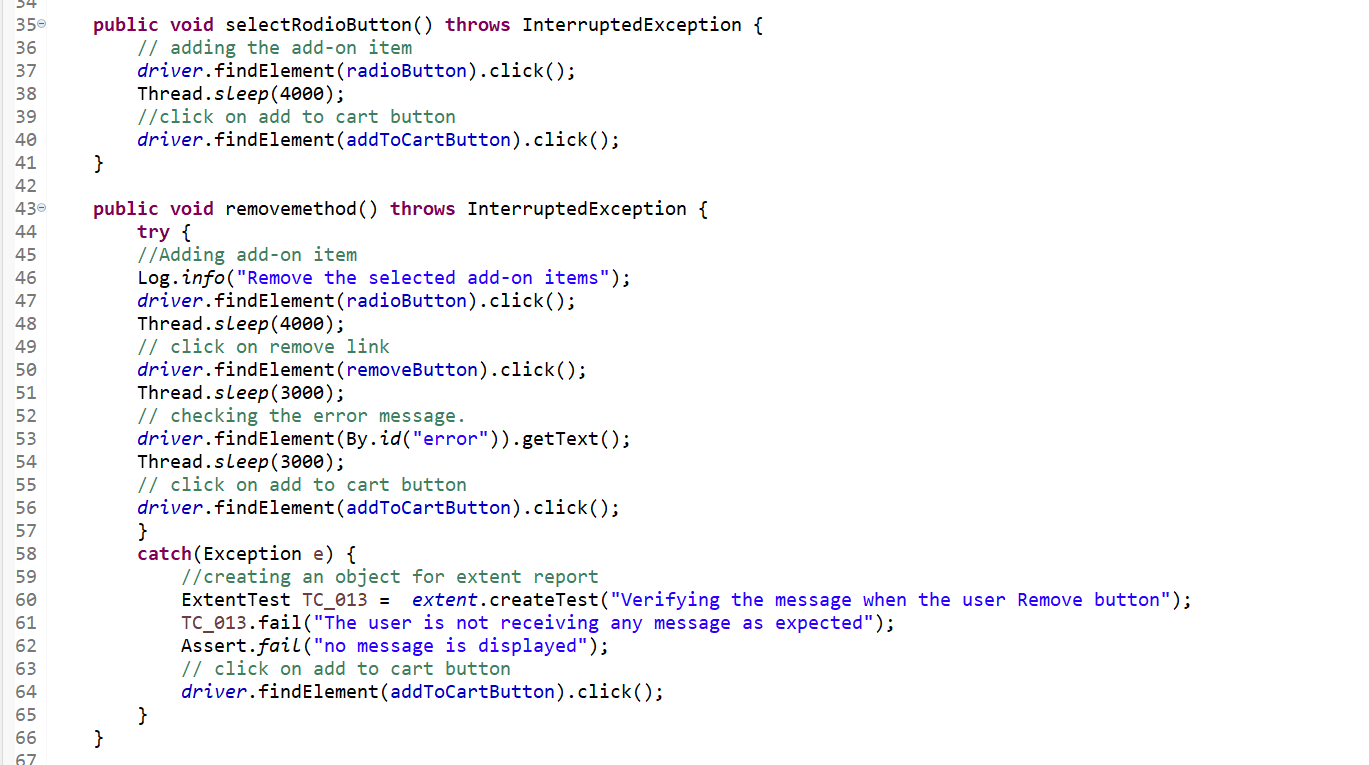 34
35 public void selectRodioButton() throws InterruptedException {
36 // adding the add-on item
37 driver.findElement(radioButton).click();
38 Thread.sleep(4000);
39 //click on add to cart button
40 driver.findElement(addToCartButton).click();
41 }
42
43 public void removemethod() throws InterruptedException {
44 try {
45 //Adding add-on item
46 Log.info("Remove the selected add-on items");
47 driver.findElement(radioButton).click();
48 Thread.sleep(4000);
49 // click on remove link
50 driver.findElement(removeButton).click();
51 Thread.sleep(3000);
52 // checking the error message.
53 driver.findElement(By.id("error")).getText();
54 Thread.sleep(3000);
55 // click on add to cart button
56 driver.findElement(addToCartButton).click();
57 }
58 catch(Exception e) {
59 //creating an object for extent report
60 ExtentTest TC_013 =  extent.createTest("Verifying the message when the user Remove button");
61 TC_013.fail("The user is not receiving any message as expected");
62 Assert.fail("no message is displayed");
63 // click on add to cart button
64 driver.findElement(addToCartButton).click();
65 }
66 }
67